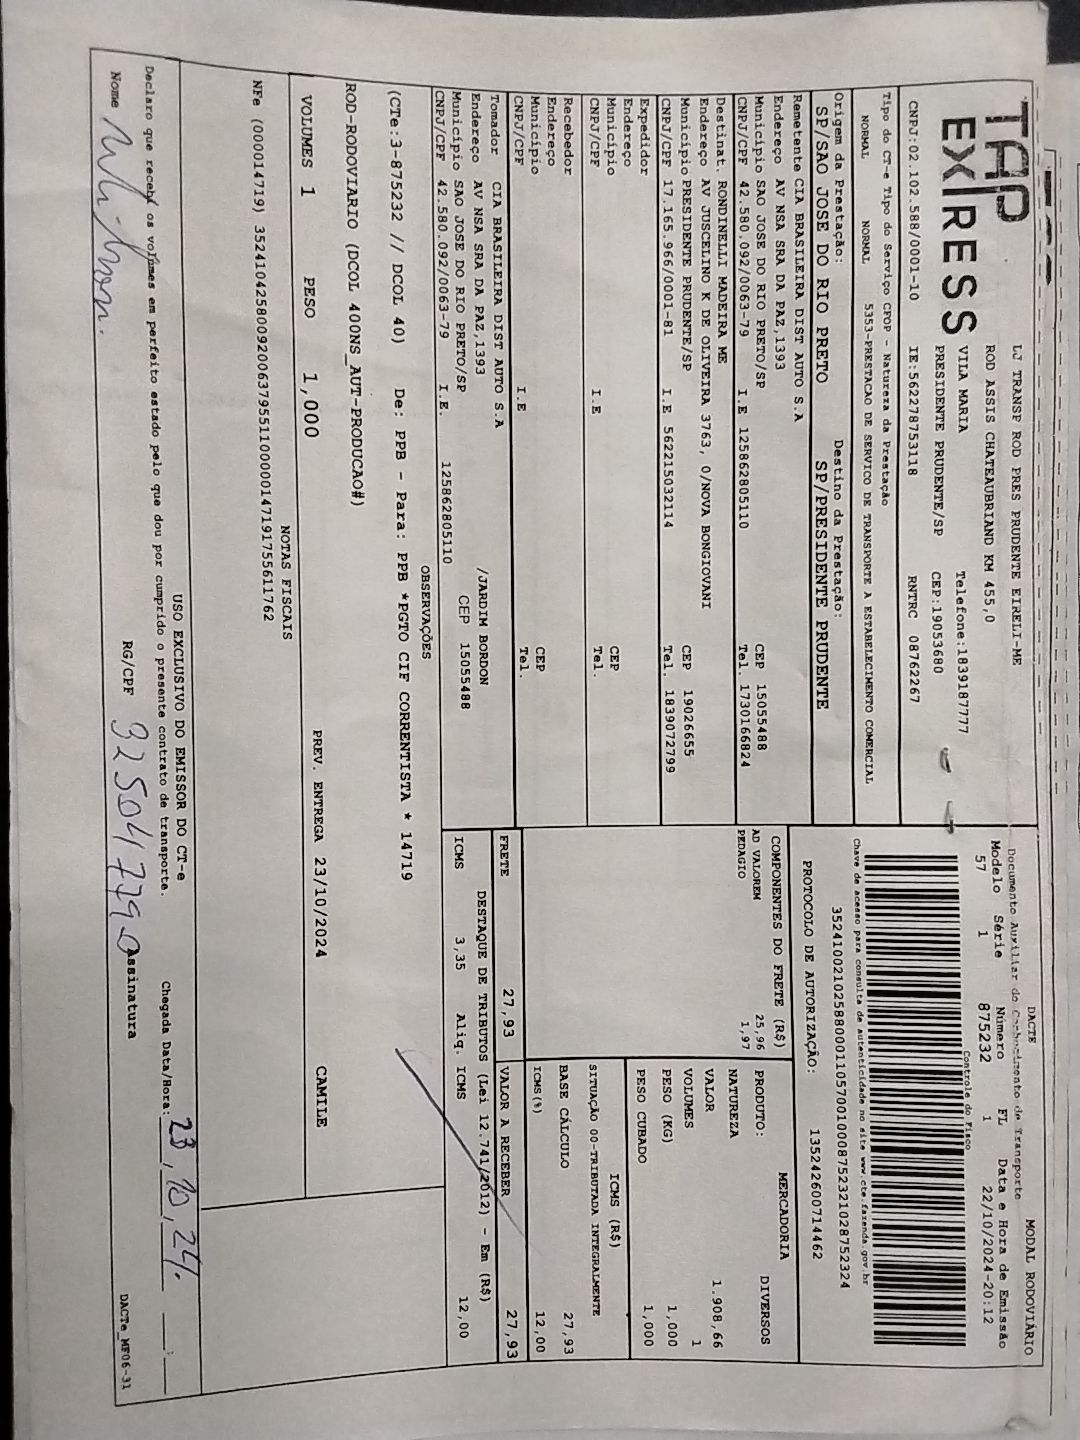 TAP
EXPRESS
LJ TRANSP ROD PRES PRUDENTE EIRELI-ME
ROD ASSIS CHATEAUBRIAND KM 455,0
VILA MARIA Telefone:1839187777
PRESIDENTE PRUDENTE/SP CEP:19053680
CNPJ:02.102.588/0001-10 IE:562278753118 RNTRC 08762267
DACTE MODAL RODOVIÁRIO
Documento Auxiliar do Conhecimento de Transporte
Modelo Série Número FL Data e Hora de Emissão
57 1 875232 1 22/10/2024-20:12
Controle do Fisco
Chave de acesso para consulta de autenticidade no site www.cte.fazenda.gov.br
35241002102588000110570010008752321028752324
PROTOCOLO DE AUTORIZAÇÃO: 135242600714462
Tipo do CT-e Tipo do Serviço CFOP - Natureza da Prestação
NORMAL NORMAL 5353-PRESTACAO DE SERVICO DE TRANSPORTE A ESTABELECIMENTO COMERCIAL
Origem da Prestação: Destino da Prestação:
SP/SAO JOSE DO RIO PRETO SP/PRESIDENTE PRUDENTE
Remetente CIA BRASILEIRA DIST AUTO S.A
Endereço AV NSA SRA DA PAZ,1393
Município SAO JOSE DO RIO PRETO/SP CEP 15055488
CNPJ/CPF 42.580.092/0063-79 I.E 125862805110 Tel. 1730166824
Destinat. RONDINELLI MADEIRA ME
Endereço AV JUSCELINO K DE OLIVEIRA 3763, 0/NOVA BONGIOVANI
Município PRESIDENTE PRUDENTE/SP CEP 19026655
CNPJ/CPF 17.165.966/0001-81 I.E 562215032114 Tel. 1839072799
Expedidor
Endereço
Município CEP
CNPJ/CPF I.E Tel.
Recebedor
Endereço
Município CEP
CNPJ/CPF I.E Tel.
Tomador CIA BRASILEIRA DIST AUTO S.A
Endereço AV NSA SRA DA PAZ,1393 /JARDIM BORDON
Município SAO JOSE DO RIO PRETO/SP CEP 15055488
CNPJ/CPF 42.580.092/0063-79 I.E. 125862805110
COMPONENTES DO FRETE (R$)
AD VALOREM 25,96
PEDAGIO 1,97
MERCADORIA
PRODUTO: DIVERSOS
NATUREZA
VALOR 1.908,66
VOLUMES 1
PESO (KG) 1,000
PESO CUBADO 1,000
ICMS (R$)
SITUAÇÃO 00-TRIBUTADA INTEGRALMENTE
BASE CÁLCULO 27,93
ICMS(%) 12,00
FRETE 27,93 VALOR A RECEBER 27,93
DESTAQUE DE TRIBUTOS (Lei 12.741/2012) - Em (R$)
ICMS 3,35 Aliq. ICMS 12,00
OBSERVAÇÕES
(CTe:3-875232 // DCOL 40) De: PPB - Para: PPB *PGTO CIF CORRENTISTA * 14719
ROD-RODOVIARIO (DCOL 400NS_AUT-PRODUCAO#)
VOLUMES 1 PESO 1,000 PREV. ENTREGA 23/10/2024 CAMILE
NOTAS FISCAIS
NFe (000014719) 35241042580092006379551100000147191755611762
USO EXCLUSIVO DO EMISSOR DO CT-e
Declaro que recebi os volumes em perfeito estado pelo que dou por cumprido o presente contrato de transporte. Chegada Data/Hora: 23, 10, 24. :
Nome RG/CPF 325047790 Assinatura DACTe_MF06-31